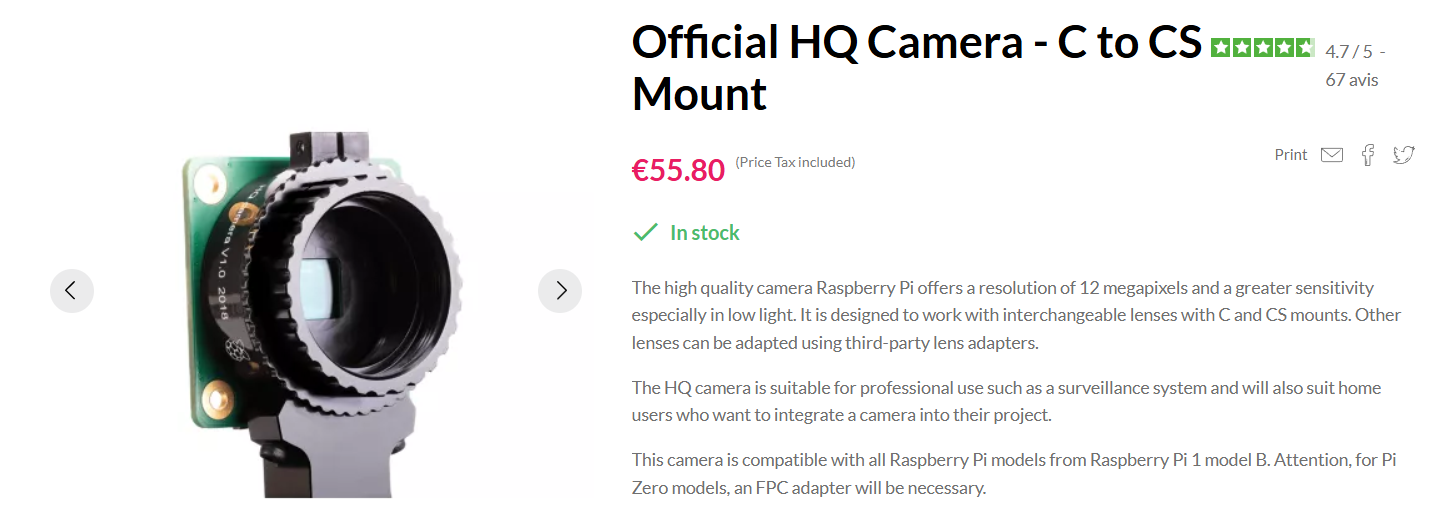 Official HQ Camera - C to CS
Mount
4.7 / 5 -
67 avis
€55.80 (Price Tax included)
Print
In stock
The high quality camera Raspberry Pi offers a resolution of 12 megapixels and a greater sensitivity
especially in low light. It is designed to work with interchangeable lenses with C and CS mounts. Other
lenses can be adapted using third-party lens adapters.
The HQ camera is suitable for professional use such as a surveillance system and will also suit home
users who want to integrate a camera into their project.
This camera is compatible with all Raspberry Pi models from Raspberry Pi 1 model B. Attention, for Pi
Zero models, an FPC adapter will be necessary.
HQ Camera V1.0 2018